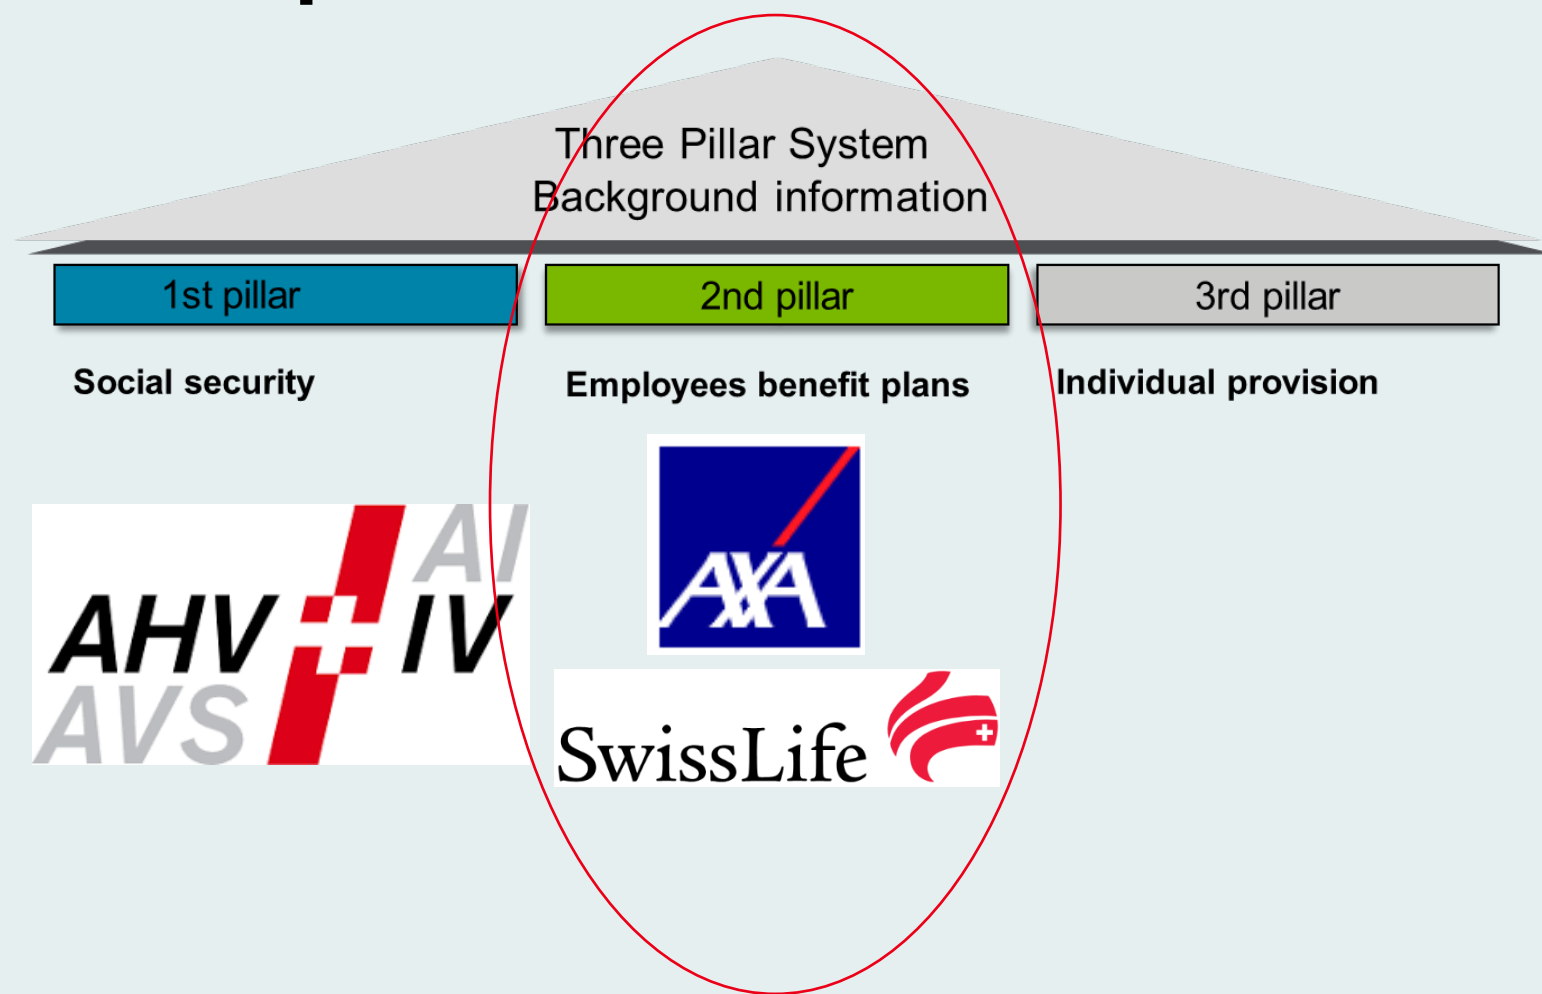 Three Pillar System
Background information
1st pillar
2nd pillar
3rd pillar
Social security
Employees benefit plans
Individual provision
AI
AHV IV
AVS
AXA
SwissLife